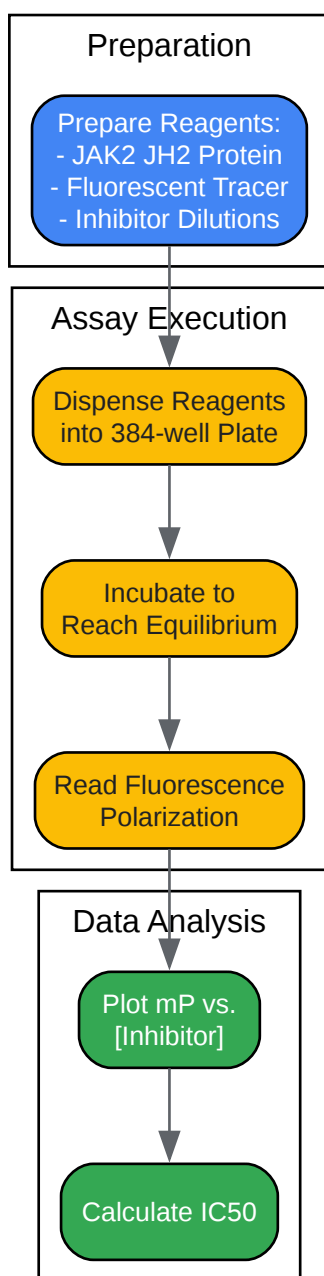 Preparation
Prepare Reagents:
- JAK2 JH2 Protein
- Fluorescent Tracer
- Inhibitor Dilutions
Assay Execution
Dispense Reagents
into 384-well Plate
Incubate to
Reach Equilibrium
Read Fluorescence
Polarization
Data Analysis
Plot mP vs.
[Inhibitor]
Calculate IC50